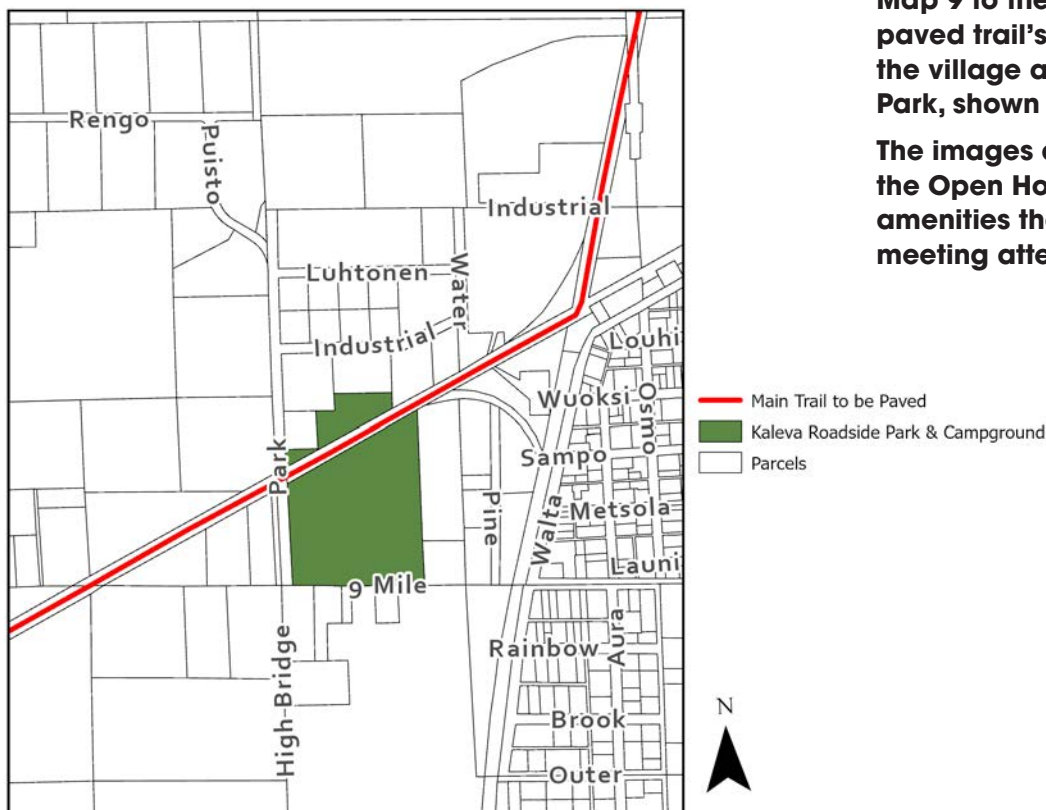 Map 9 to the
paved trail's
the village a
Park, shown
The images
the Open Ho
amenities tha
meeting atte
Rengo
Puisto
Industrial
Luhtonen
Water
Industrial
Louhi
Wuoksi
Osmo
Park
Sampo
Pine
Walta
Metsola
Launi
9 Mile
High Bridge
Rainbow
Aura
Brook
Outer
Main Trail to be Paved
Kaleva Roadside Park & Campground
Parcels
N